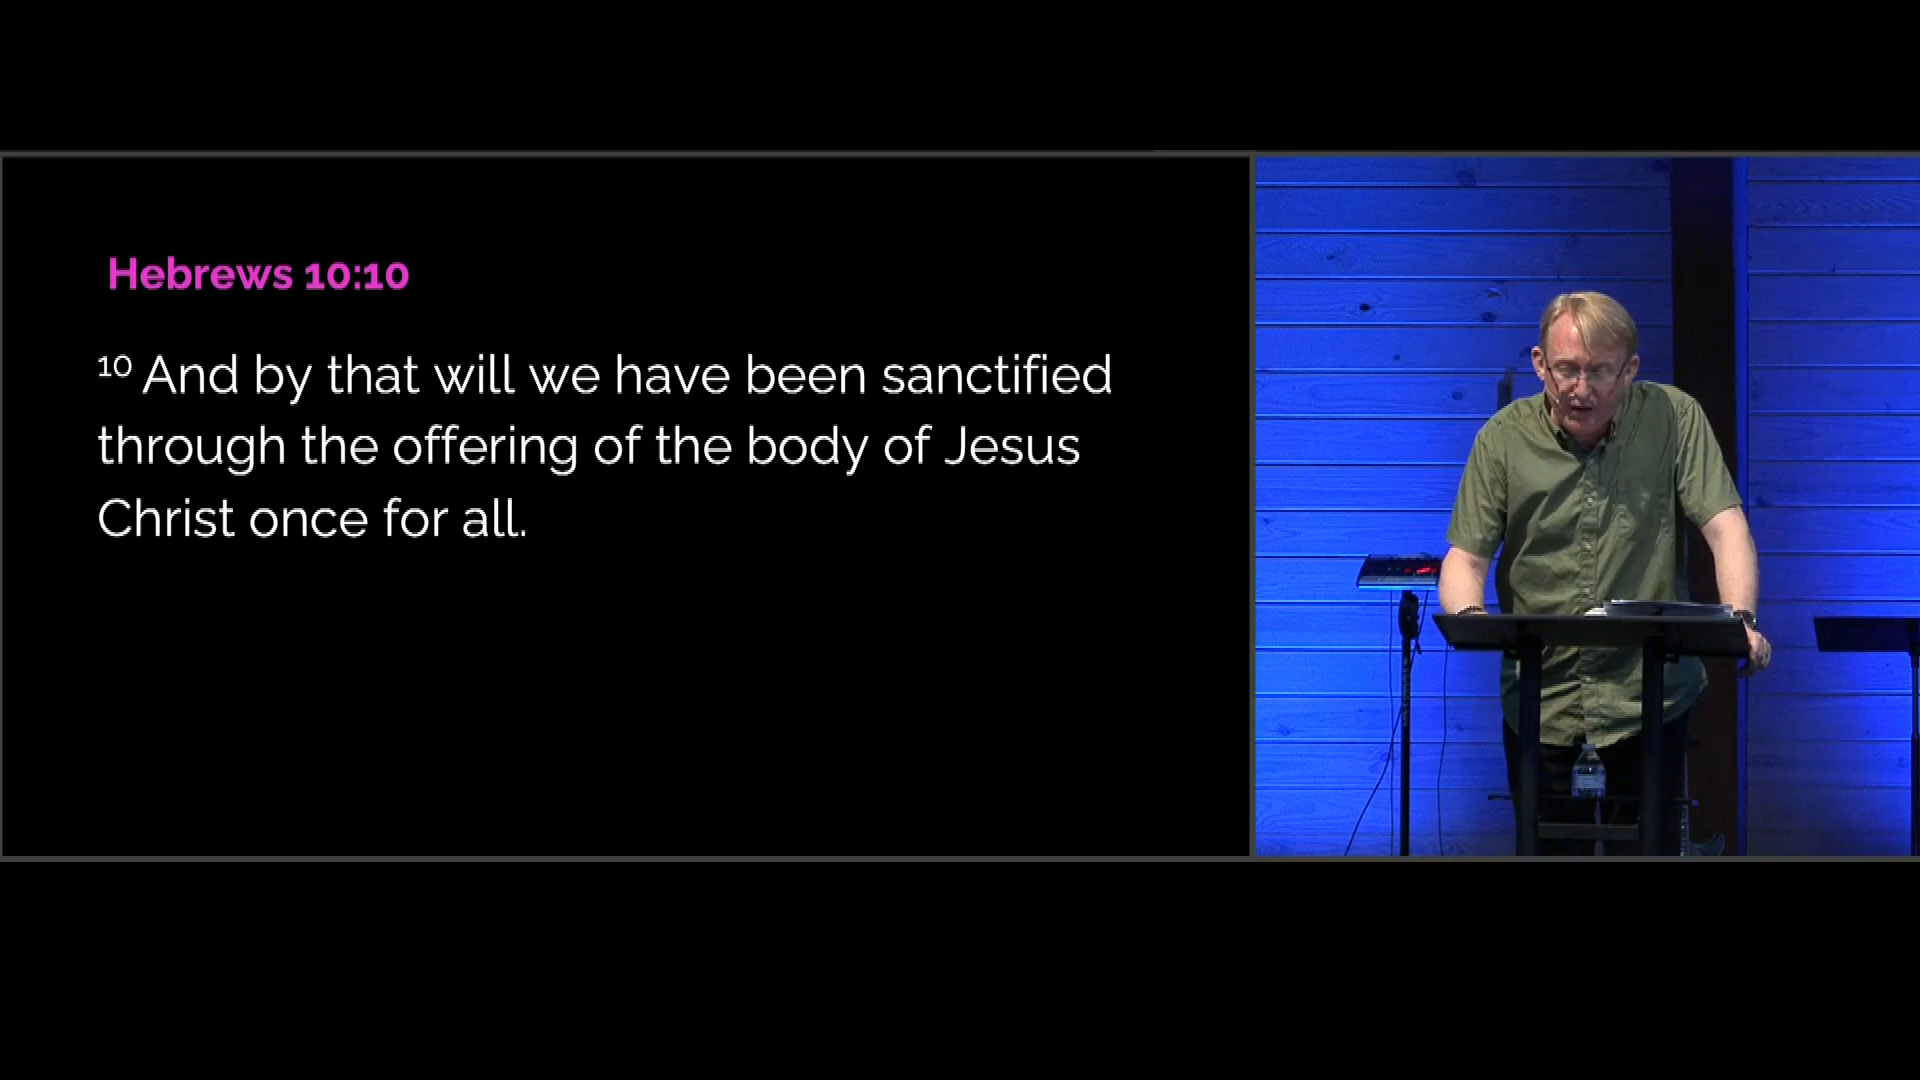 Hebrews 10:10
10 And by that will we have been sanctified
through the offering of the body of Jesus
Christ once for all.